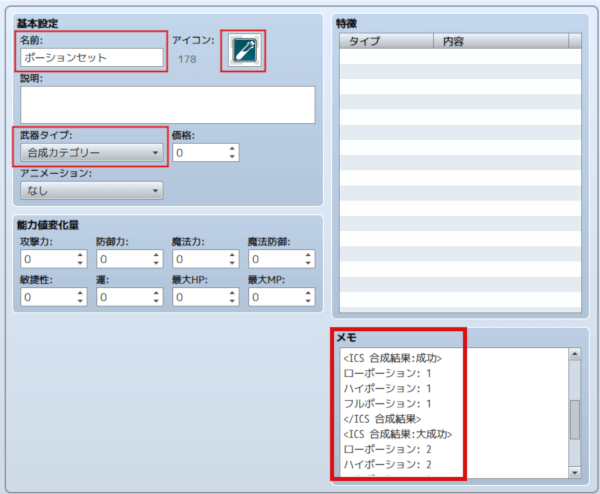 基本設定
名前:
アイコン:
ポーションセット
178
説明:
武器タイプ:
価格:
合成カテゴリー
0
アニメーション:
なし
能力値変化量
攻撃力: 防御力: 魔法力: 魔法防御:
0 0 0 0
敏捷性: 運: 最大HP: 最大MP:
0 0 0 0
特徴
タイプ 内容
メモ
<ICS 合成結果:成功>
ローポーション: 1
ハイポーション: 1
フルポーション: 1
</ICS 合成結果>
<ICS 合成結果:大成功>
ローポーション: 2
ハイポーション: 2